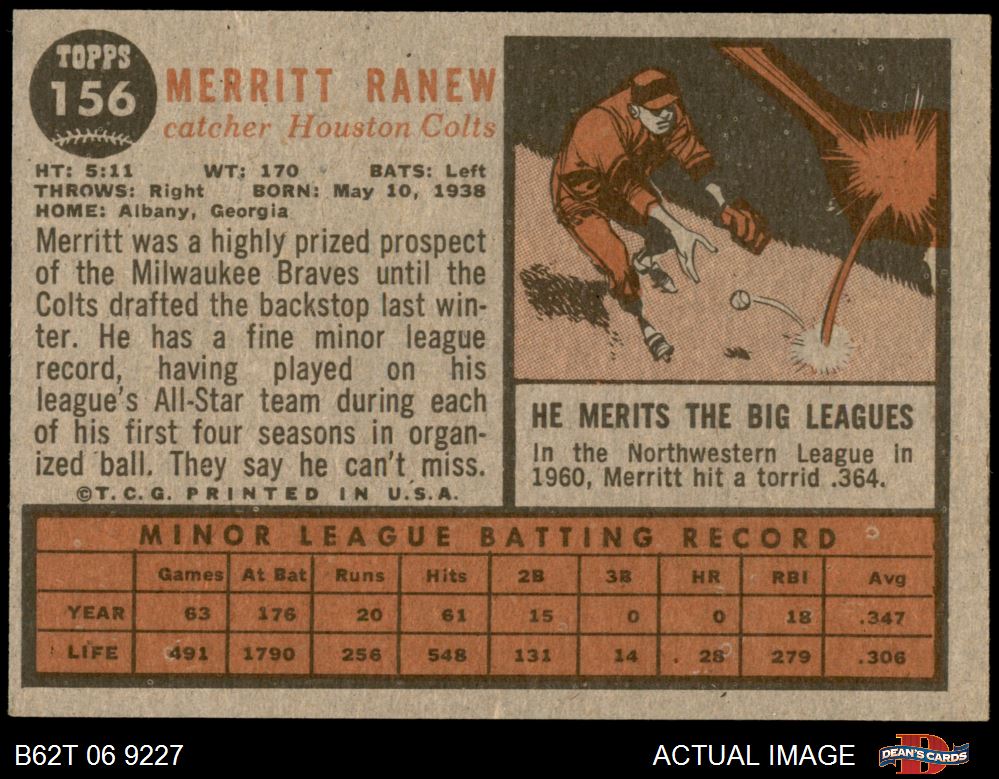 TOPPS
156
MERRITT RANEW
catcher Houston Colts
HT: 5:11 WT: 170 BATS: Left
THROWS: Right BORN: May 10, 1938
HOME: Albany, Georgia
Merritt was a highly prized prospect
of the Milwaukee Braves until the
Colts drafted the backstop last win-
ter. He has a fine minor league
record, having played on his
league's All-Star team during each
of his first four seasons in organ-
ized ball. They say he can't miss.
©T.C.G. PRINTED IN U.S.A.
HE MERITS THE BIG LEAGUES
In the Northwestern League in
1960, Merritt hit a torrid .364.
MINOR LEAGUE BATTING RECORD
Games At Bat Runs Hits 2B 3B HR RBI Avg
YEAR 63 176 20 61 15 0 0 18 .347
LIFE 491 1790 256 548 131 14 28 279 .306
B62T 06 9227
ACTUAL IMAGE
DEAN'S CARDS